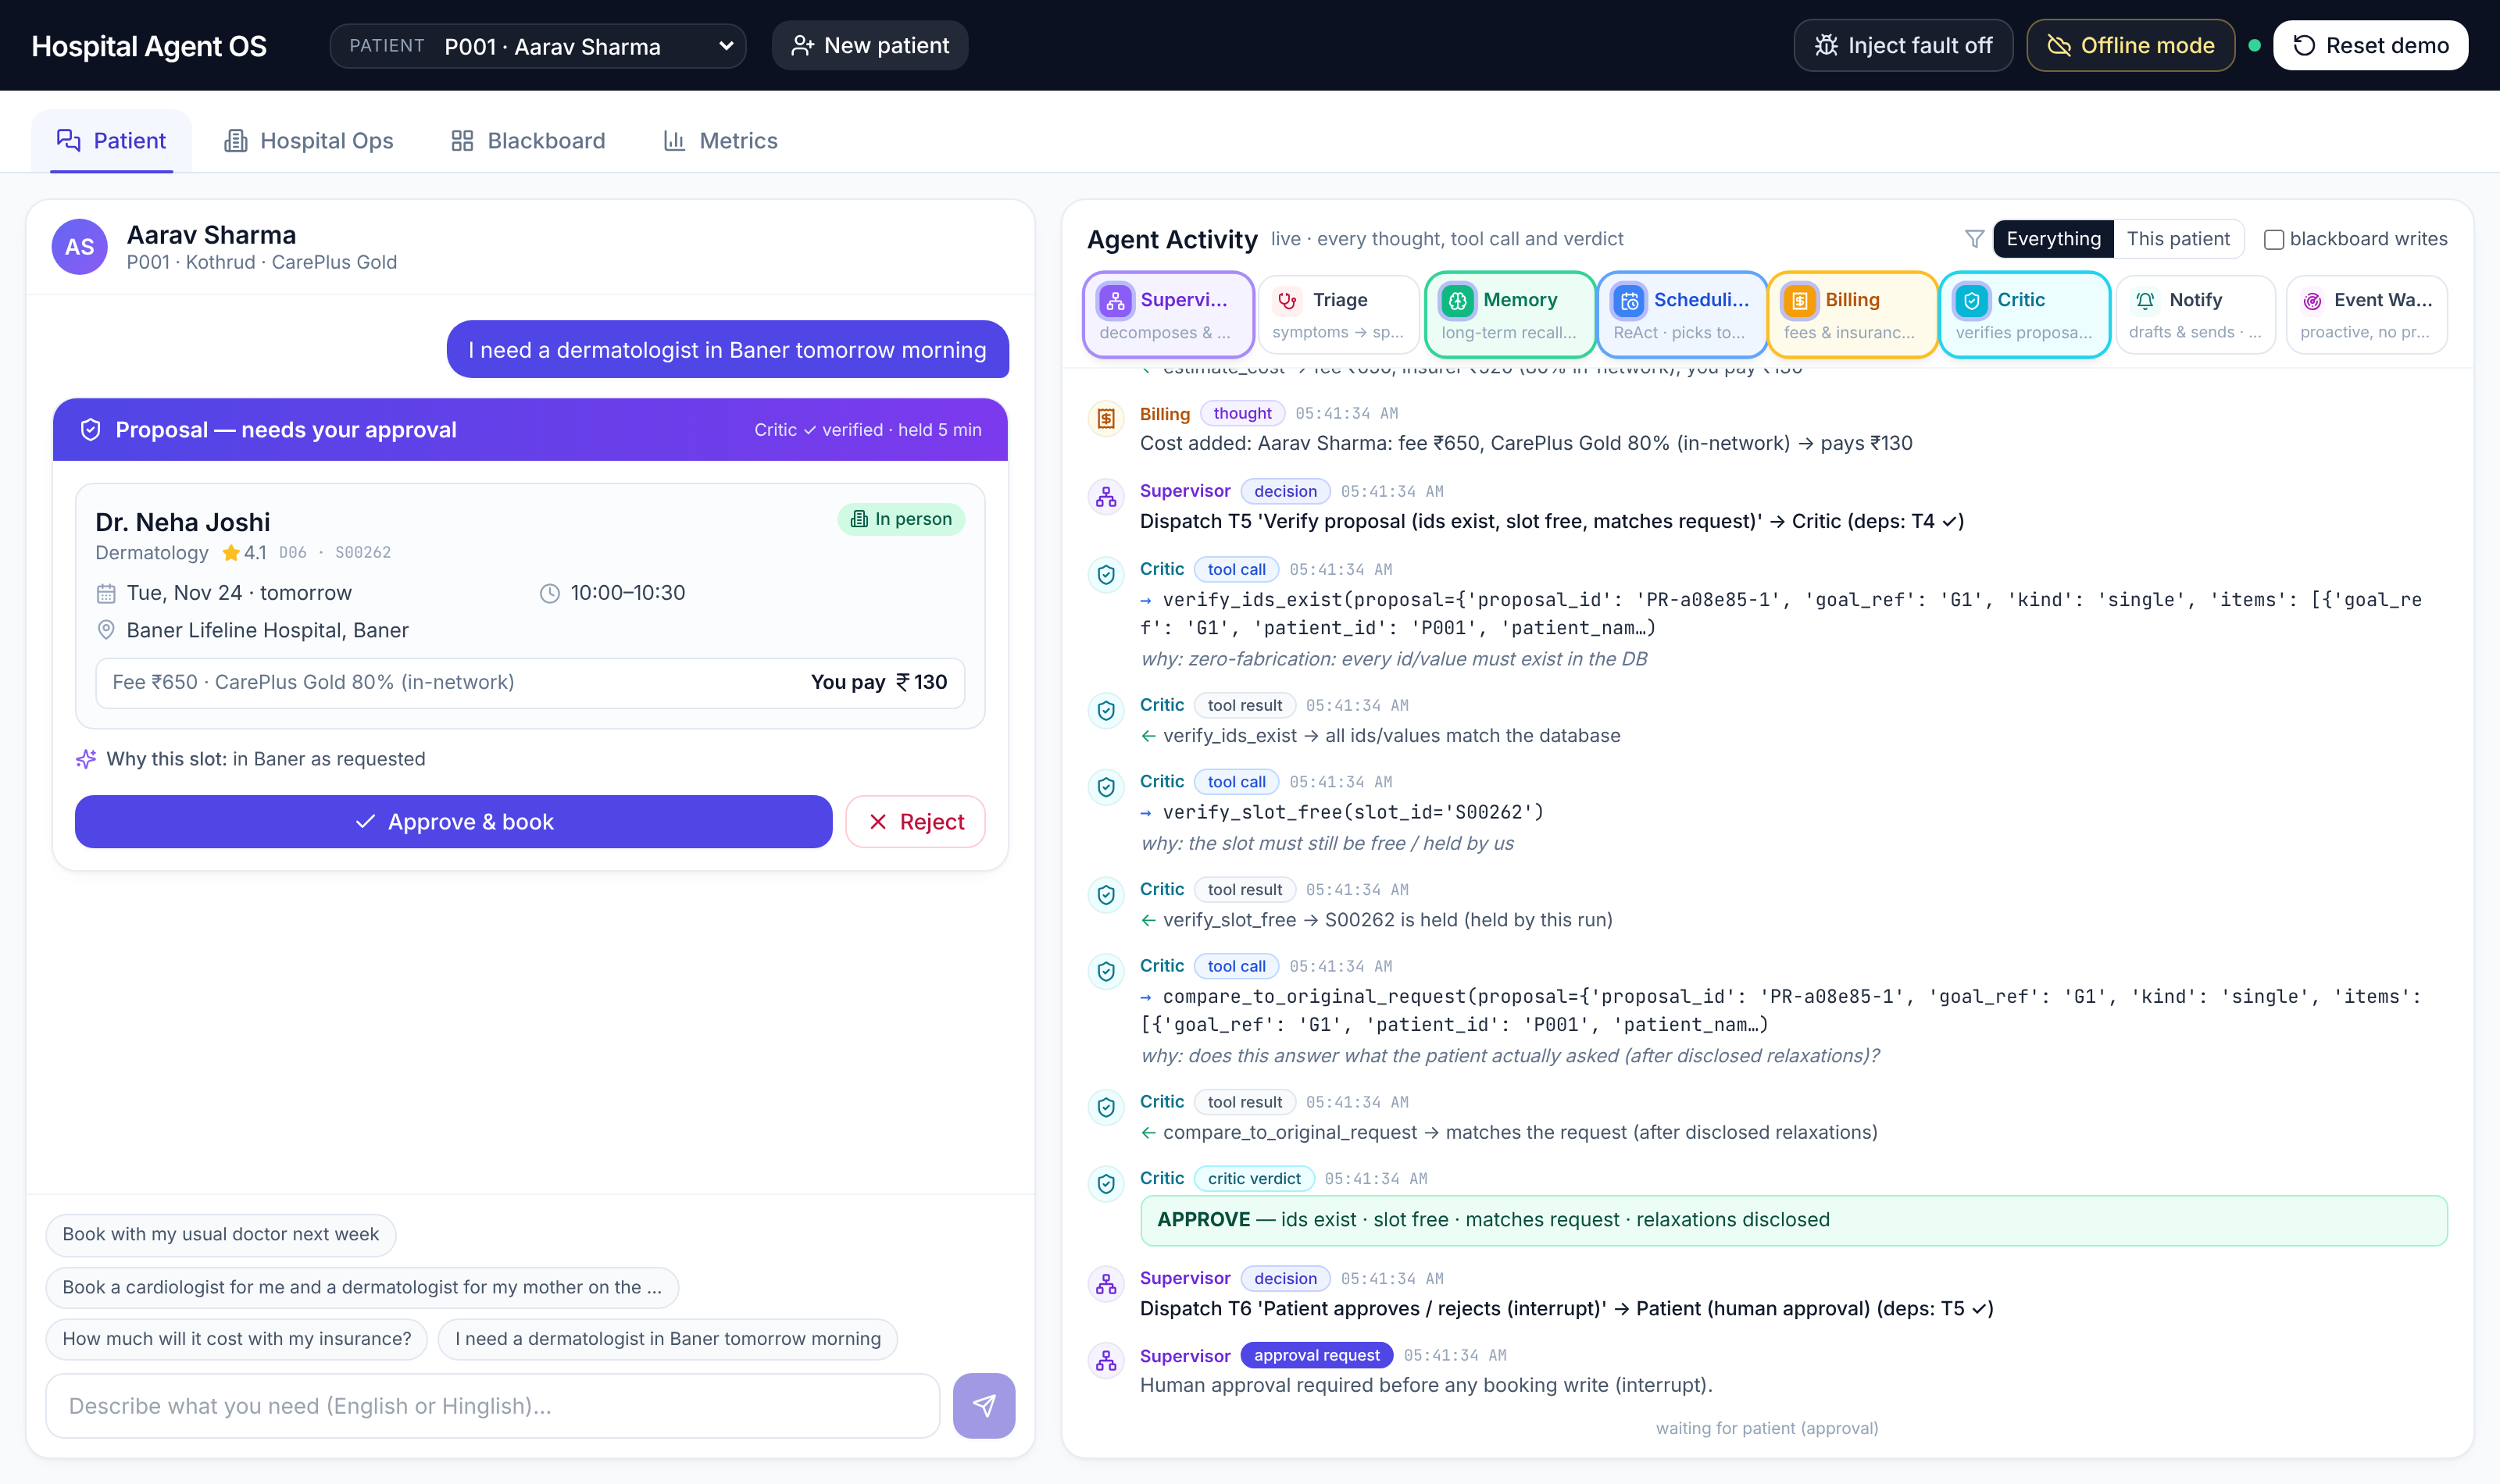 Hospital Agent OS
PATIENT P001 · Aarav Sharma
New patient
Inject fault off
Offline mode
Reset demo
Patient
Hospital Ops
Blackboard
Metrics
AS
Aarav Sharma
P001 · Kothrud · CarePlus Gold
I need a dermatologist in Baner tomorrow morning
Proposal — needs your approval
Critic ✓ verified · held 5 min
Dr. Neha Joshi
In person
Dermatology 4.1 D06 · S00262
Tue, Nov 24 · tomorrow
10:00–10:30
Baner Lifeline Hospital, Baner
Fee ₹650 · CarePlus Gold 80% (in-network)
You pay ₹130
Why this slot: in Baner as requested
Approve & book
Reject
Book with my usual doctor next week
Book a cardiologist for me and a dermatologist for my mother on the ...
How much will it cost with my insurance?
I need a dermatologist in Baner tomorrow morning
Describe what you need (English or Hinglish)...
Agent Activity live · every thought, tool call and verdict
Everything
This patient
blackboard writes
Supervi...
decomposes & ...
Triage
symptoms → sp...
Memory
long-term recall...
Scheduli...
ReAct · picks to...
Billing
fees & insuranc...
Critic
verifies proposa...
Notify
drafts & sends · ...
Event Wa...
proactive, no pr...
← estimate_cost → fee ₹650, insurer ₹520 (80% in-network), you pay ₹130
Billing thought 05:41:34 AM
Cost added: Aarav Sharma: fee ₹650, CarePlus Gold 80% (in-network) → pays ₹130
Supervisor decision 05:41:34 AM
Dispatch T5 'Verify proposal (ids exist, slot free, matches request)' → Critic (deps: T4 ✓)
Critic tool call 05:41:34 AM
→ verify_ids_exist(proposal={'proposal_id': 'PR-a08e85-1', 'goal_ref': 'G1', 'kind': 'single', 'items': [{'goal_re
f': 'G1', 'patient_id': 'P001', 'patient_nam…)
why: zero-fabrication: every id/value must exist in the DB
Critic tool result 05:41:34 AM
← verify_ids_exist → all ids/values match the database
Critic tool call 05:41:34 AM
→ verify_slot_free(slot_id='S00262')
why: the slot must still be free / held by us
Critic tool result 05:41:34 AM
← verify_slot_free → S00262 is held (held by this run)
Critic tool call 05:41:34 AM
→ compare_to_original_request(proposal={'proposal_id': 'PR-a08e85-1', 'goal_ref': 'G1', 'kind': 'single', 'items':
[{'goal_ref': 'G1', 'patient_id': 'P001', 'patient_nam…)
why: does this answer what the patient actually asked (after disclosed relaxations)?
Critic tool result 05:41:34 AM
← compare_to_original_request → matches the request (after disclosed relaxations)
Critic critic verdict 05:41:34 AM
APPROVE — ids exist · slot free · matches request · relaxations disclosed
Supervisor decision 05:41:34 AM
Dispatch T6 'Patient approves / rejects (interrupt)' → Patient (human approval) (deps: T5 ✓)
Supervisor approval request 05:41:34 AM
Human approval required before any booking write (interrupt).
waiting for patient (approval)